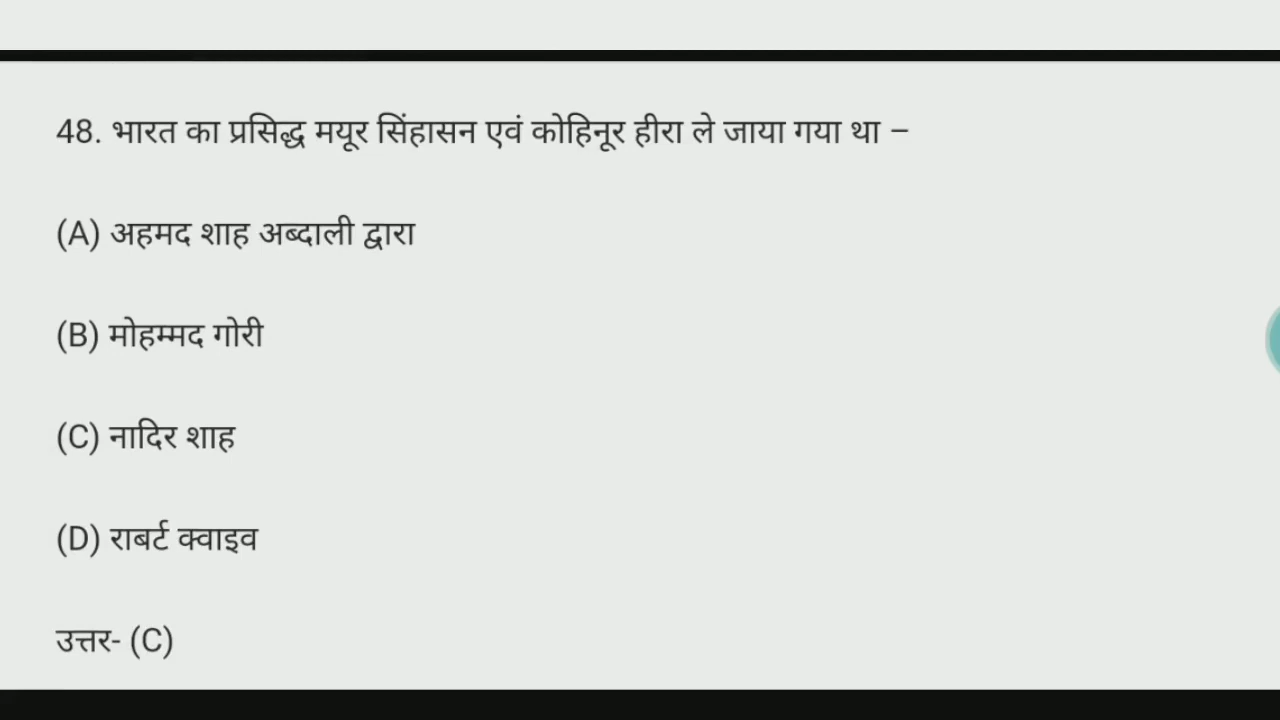 48. भारत का प्रसिद्ध मयूर सिंहासन एवं कोहिनूर हीरा ले जाया गया था –
(A) अहमद शाह अब्दाली द्वारा
(B) मोहम्मद गोरी
(C) नादिर शाह
(D) राबर्ट क्वाइव
उत्तर- (C)